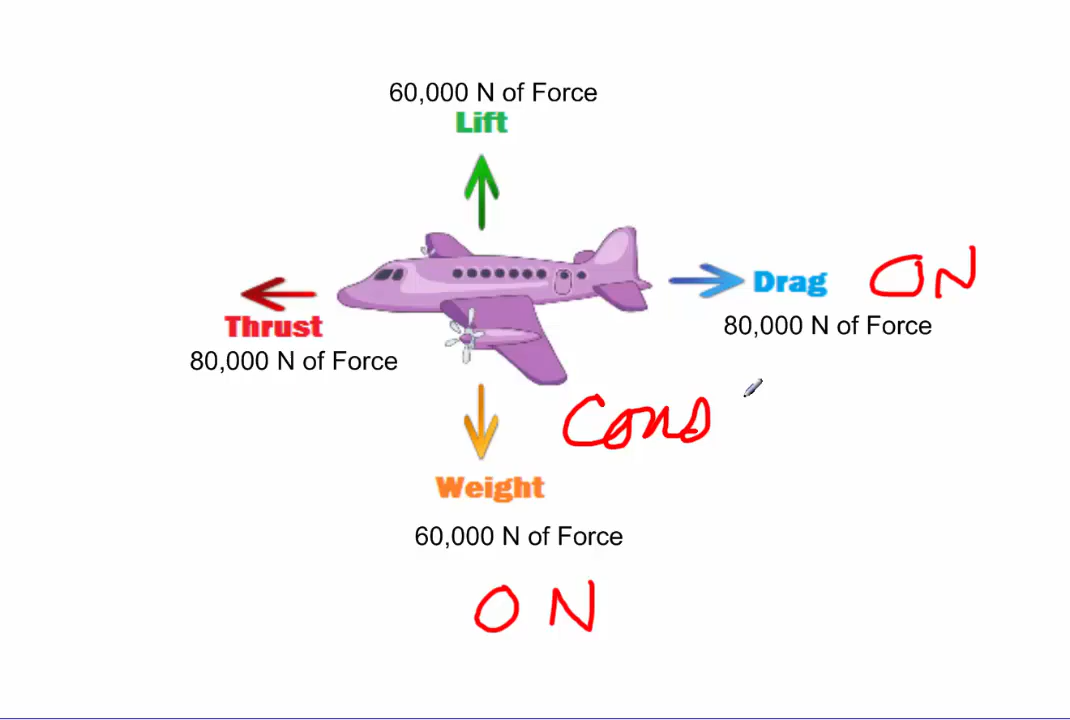 60,000 N of Force
Lift
Drag
ON
80,000 N of Force
Thrust
80,000 N of Force
Cons
Weight
60,000 N of Force
O N